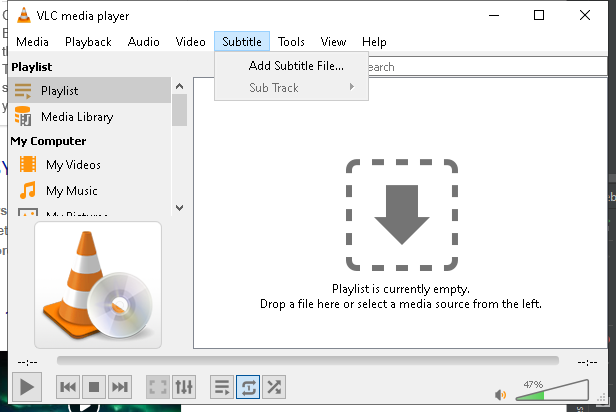 VLC media player
Media Playback Audio Video Subtitle Tools View Help
Playlist
Add Subtitle File...
earch
Playlist
Sub Track
Media Library
My Computer
My Videos
My Music
My Pictures
Playlist is currently empty.
Drop a file here or select a media source from the left.
--:--
--:--
47%